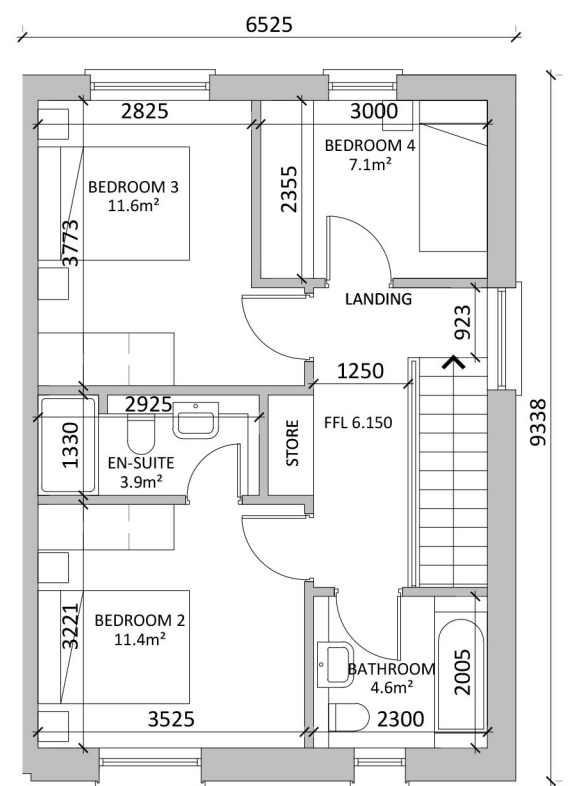 6525
2825
3000
BEDROOM 4
7.1m²
BEDROOM 3
11.6m²
2355
3773
LANDING
923
1250
9338
2925
FFL 6.150
1330
STORE
EN-SUITE
3.9m²
BEDROOM 2
11.4m²
3221
BATHROOM
4.6m²
2005
3525
2300